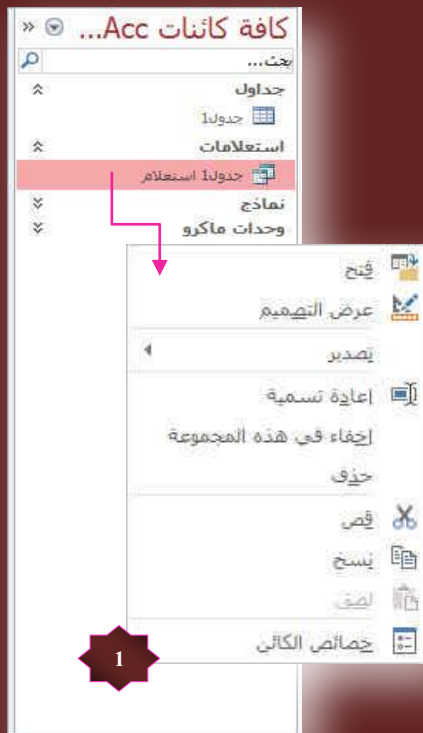 كافة كائنات Acc...
بحث...
جداول
جدول1
استعلامات
جدول1 استعلام
نماذج
وحدات ماكرو
فتح
عرض التصميم
تصدير
إعادة تسمية
إخفاء في هذه المجموعة
حذف
قص
نسخ
لصق
خصائص الكائن
1